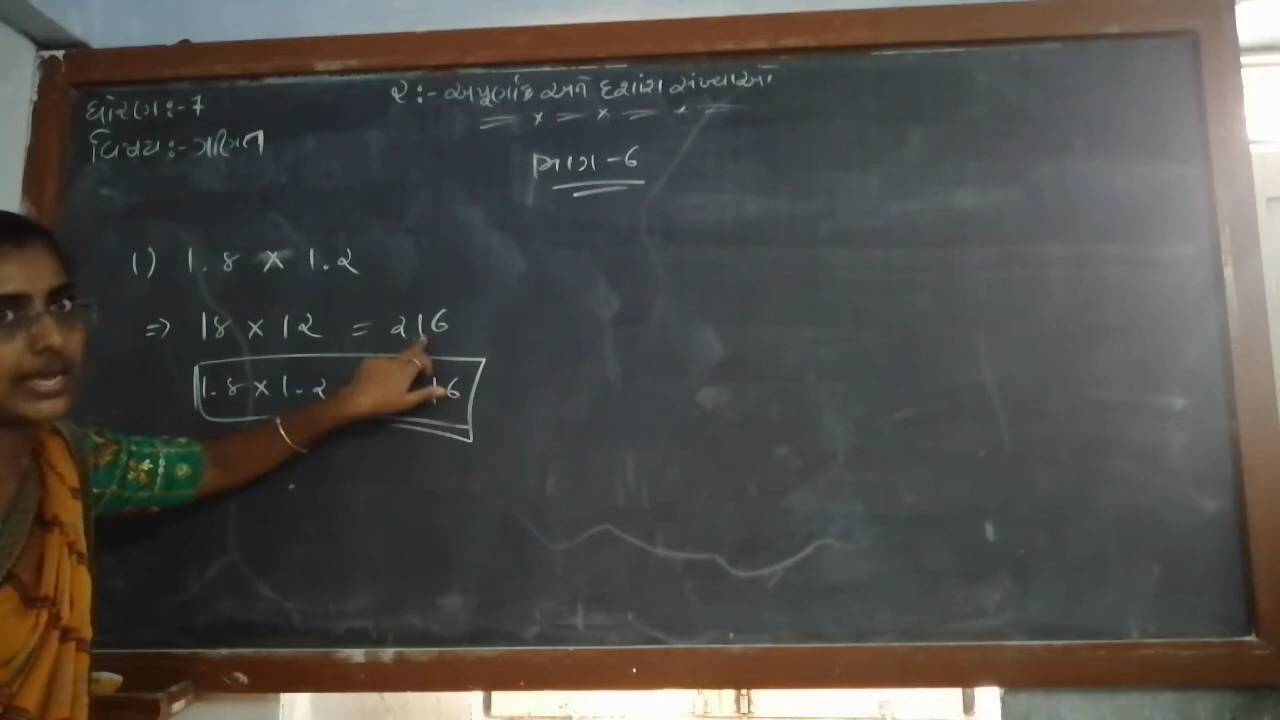 ધોરણ:- 7
વિષય:- ગણિત
૨:- અપૂર્ણાંક અને દશાંશ સંખ્યાઓ
ભાગ-6
1) 1.8 × 1.2
⇒ 18 × 12 = 216
1.8 × 1.2 16